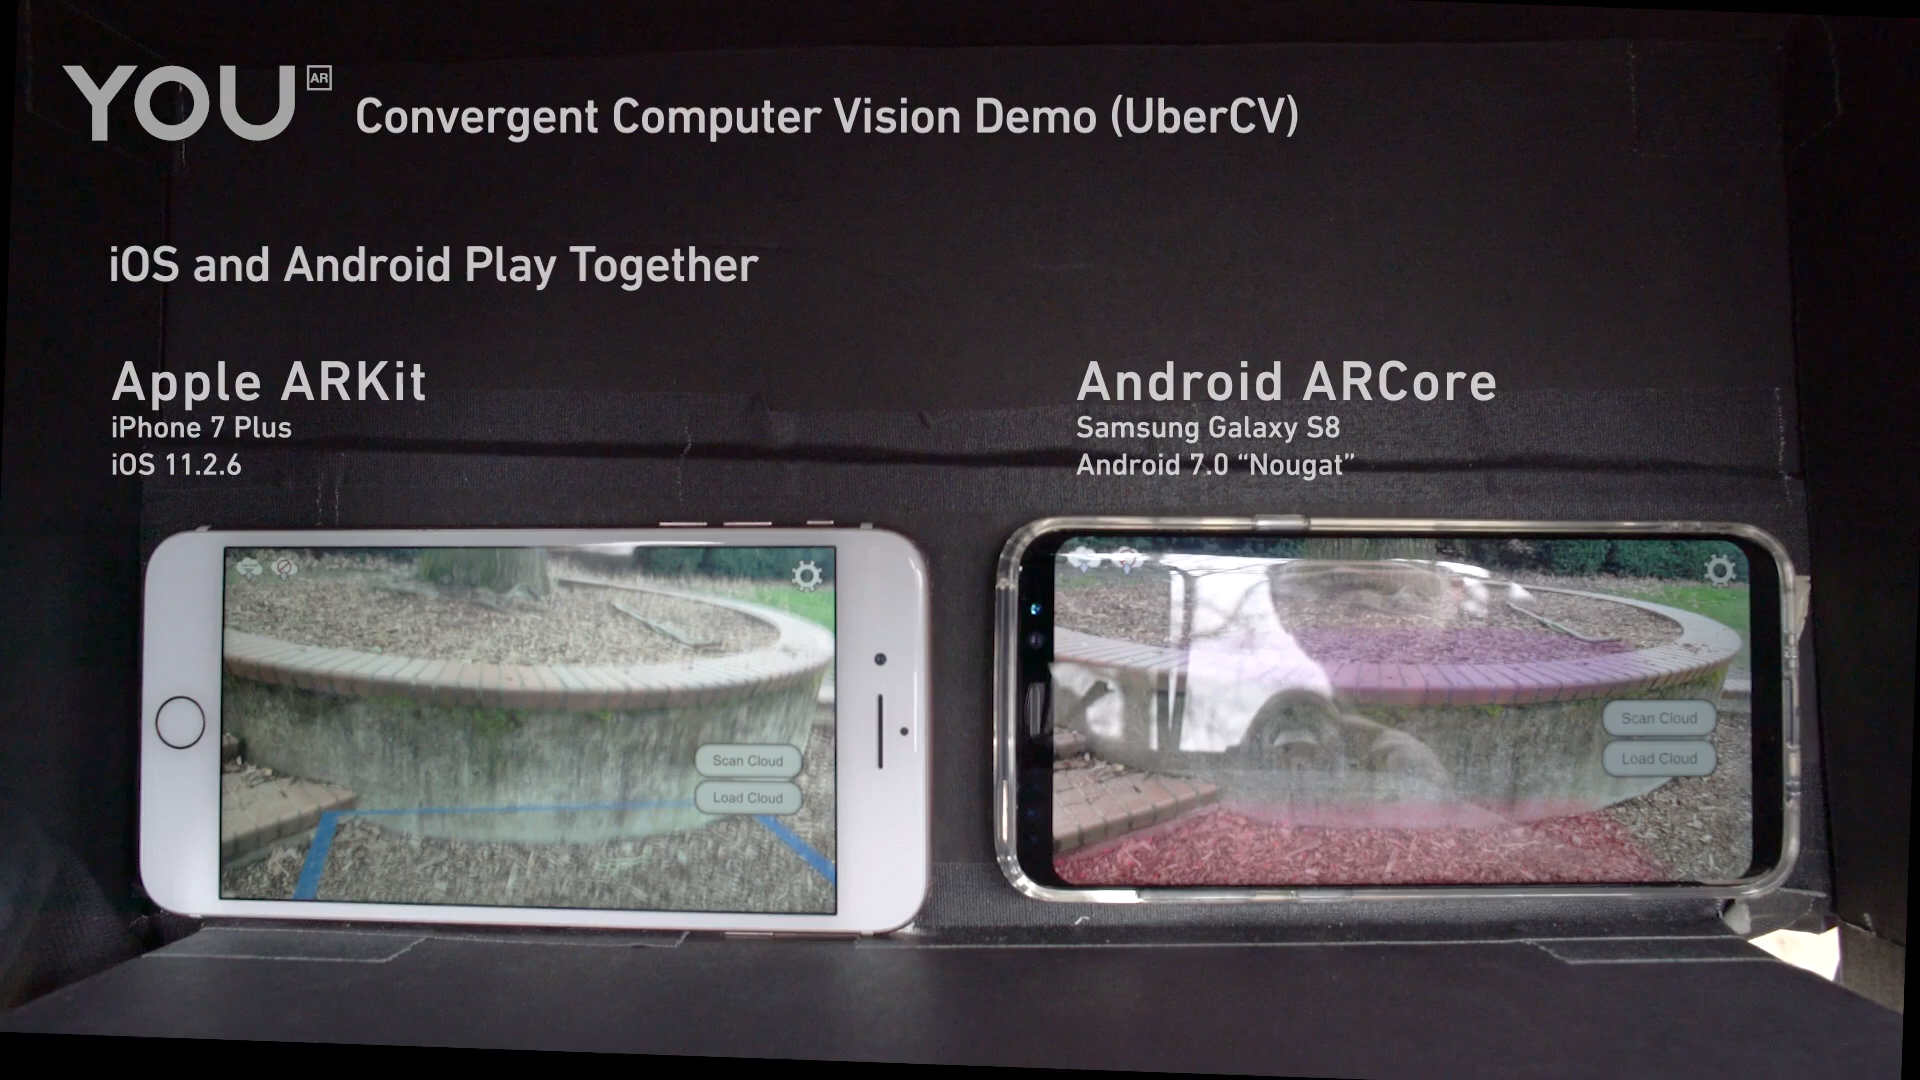 YOU AR
Convergent Computer Vision Demo (UberCV)
iOS and Android Play Together
Apple ARKit
iPhone 7 Plus
iOS 11.2.6
Android ARCore
Samsung Galaxy S8
Android 7.0 “Nougat”
Scan Cloud
Load Cloud
Scan Cloud
Load Cloud